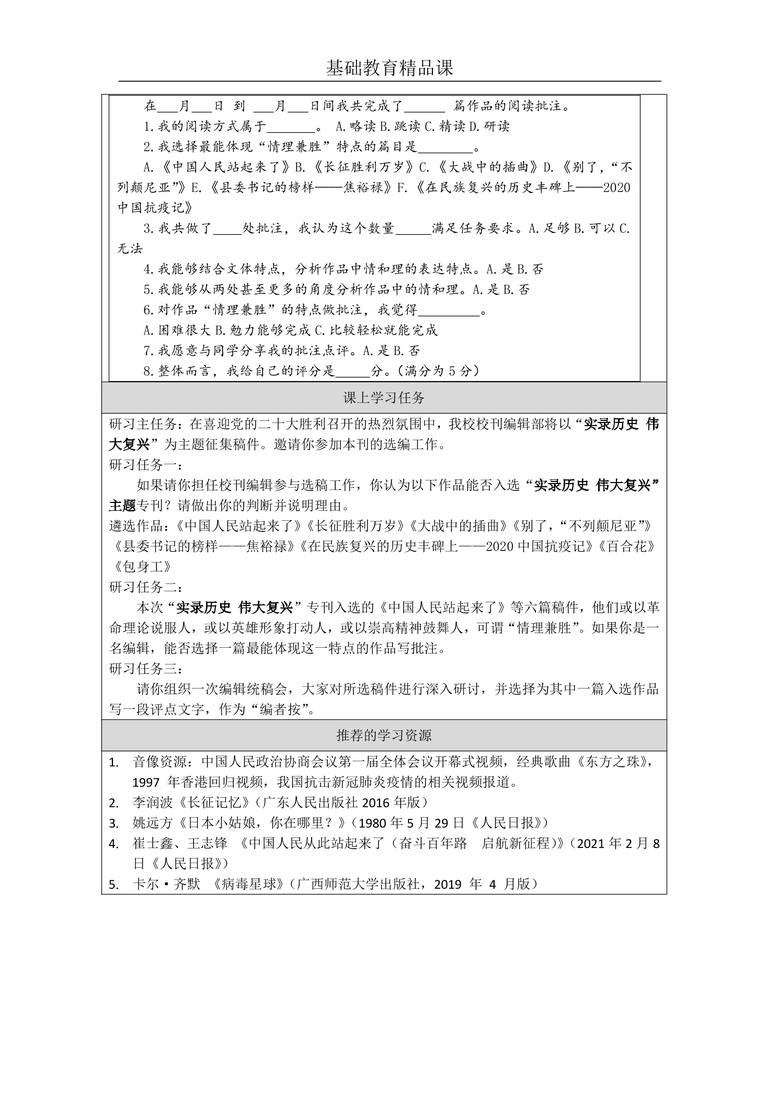 基础教育精品课
在___月___日 到 ___月___日间我共完成了______ 篇作品的阅读批注。
1.我的阅读方式属于_______。 A.略读 B.跳读 C.精读 D.研读
2.我选择最能体现“情理兼胜”特点的篇目是________。
A.《中国人民站起来了》B.《长征胜利万岁》C.《大战中的插曲》D.《别了，“不
列颠尼亚”》E.《县委书记的榜样——焦裕禄》F.《在民族复兴的历史丰碑上——2020
中国抗疫记》
3.我共做了____处批注，我认为这个数量_____满足任务要求。A.足够 B.可以 C.
无法
4.我能够结合文体特点，分析作品中情和理的表达特点。A.是 B.否
5.我能够从两处甚至更多的角度分析作品中的情和理。A.是 B.否
6.对作品“情理兼胜”的特点做批注，我觉得_________。
A.困难很大 B.勉力能够完成 C.比较轻松就能完成
7.我愿意与同学分享我的批注点评。A.是 B.否
8.整体而言，我给自己的评分是_____分。（满分为 5 分）
课上学习任务
研习主任务：在喜迎党的二十大胜利召开的热烈氛围中，我校校刊编辑部将以“实录历史 伟
大复兴”为主题征集稿件。邀请你参加本刊的选编工作。
研习任务一：
如果请你担任校刊编辑参与选稿工作，你认为以下作品能否入选“实录历史 伟大复兴”
主题专刊？请做出你的判断并说明理由。
遴选作品：《中国人民站起来了》《长征胜利万岁》《大战中的插曲》《别了，“不列颠尼亚”》
《县委书记的榜样——焦裕禄》《在民族复兴的历史丰碑上——2020 中国抗疫记》《百合花》
《包身工》
研习任务二：
本次“实录历史 伟大复兴”专刊入选的《中国人民站起来了》等六篇稿件，他们或以革
命理论说服人，或以英雄形象打动人，或以崇高精神鼓舞人，可谓“情理兼胜”。如果你是一
名编辑，能否选择一篇最能体现这一特点的作品写批注。
研习任务三：
请你组织一次编辑统稿会，大家对所选稿件进行深入研讨，并选择为其中一篇入选作品
写一段评点文字，作为“编者按”。
推荐的学习资源
1. 音像资源：中国人民政治协商会议第一届全体会议开幕式视频，经典歌曲《东方之珠》，
1997 年香港回归视频，我国抗击新冠肺炎疫情的相关视频报道。
2. 李润波《长征记忆》（广东人民出版社 2016 年版）
3. 姚远方《日本小姑娘，你在哪里？》（1980 年 5 月 29 日《人民日报》）
4. 崔士鑫、王志锋 《中国人民从此站起来了（奋斗百年路 启航新征程）》（2021 年 2 月 8
日《人民日报》）
5. 卡尔·齐默 《病毒星球》（广西师范大学出版社，2019 年 4 月版）